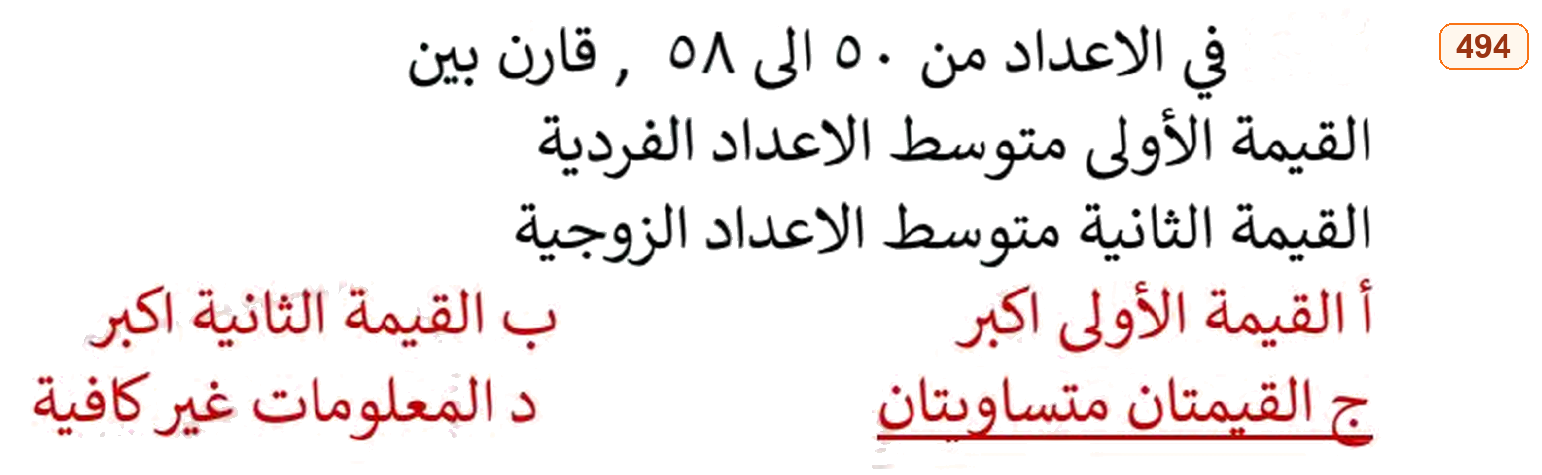 494
في الاعداد من ٥٠ الى ٥٨ , قارن بين
القيمة الأولى متوسط الاعداد الفردية
القيمة الثانية متوسط الاعداد الزوجية
أ القيمة الأولى اكبر ب القيمة الثانية اكبر
ج القيمتان متساويتان د المعلومات غير كافية